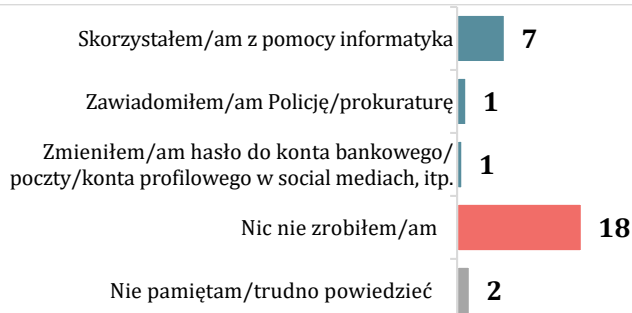 Skorzystałem/am z pomocy informatyka 7
Zawiadomiłem/am Policję/prokuraturę 1
Zmieniłem/am hasło do konta bankowego/
poczty/konta profilowego w social mediach, itp. 1
Nic nie zrobiłem/am 18
Nie pamiętam/trudno powiedzieć 2